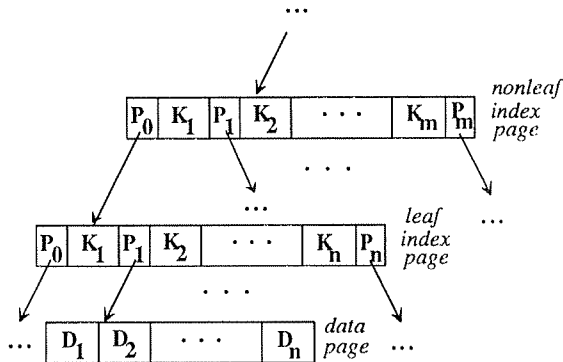 ...
P0 K1 P1 K2 · · · Km Pm nonleaf index page
· · ·
... ...
P0 K1 P1 K2 · · · Kn Pn leaf index page
· · ·
... D1 D2 · · · Dn data page ...